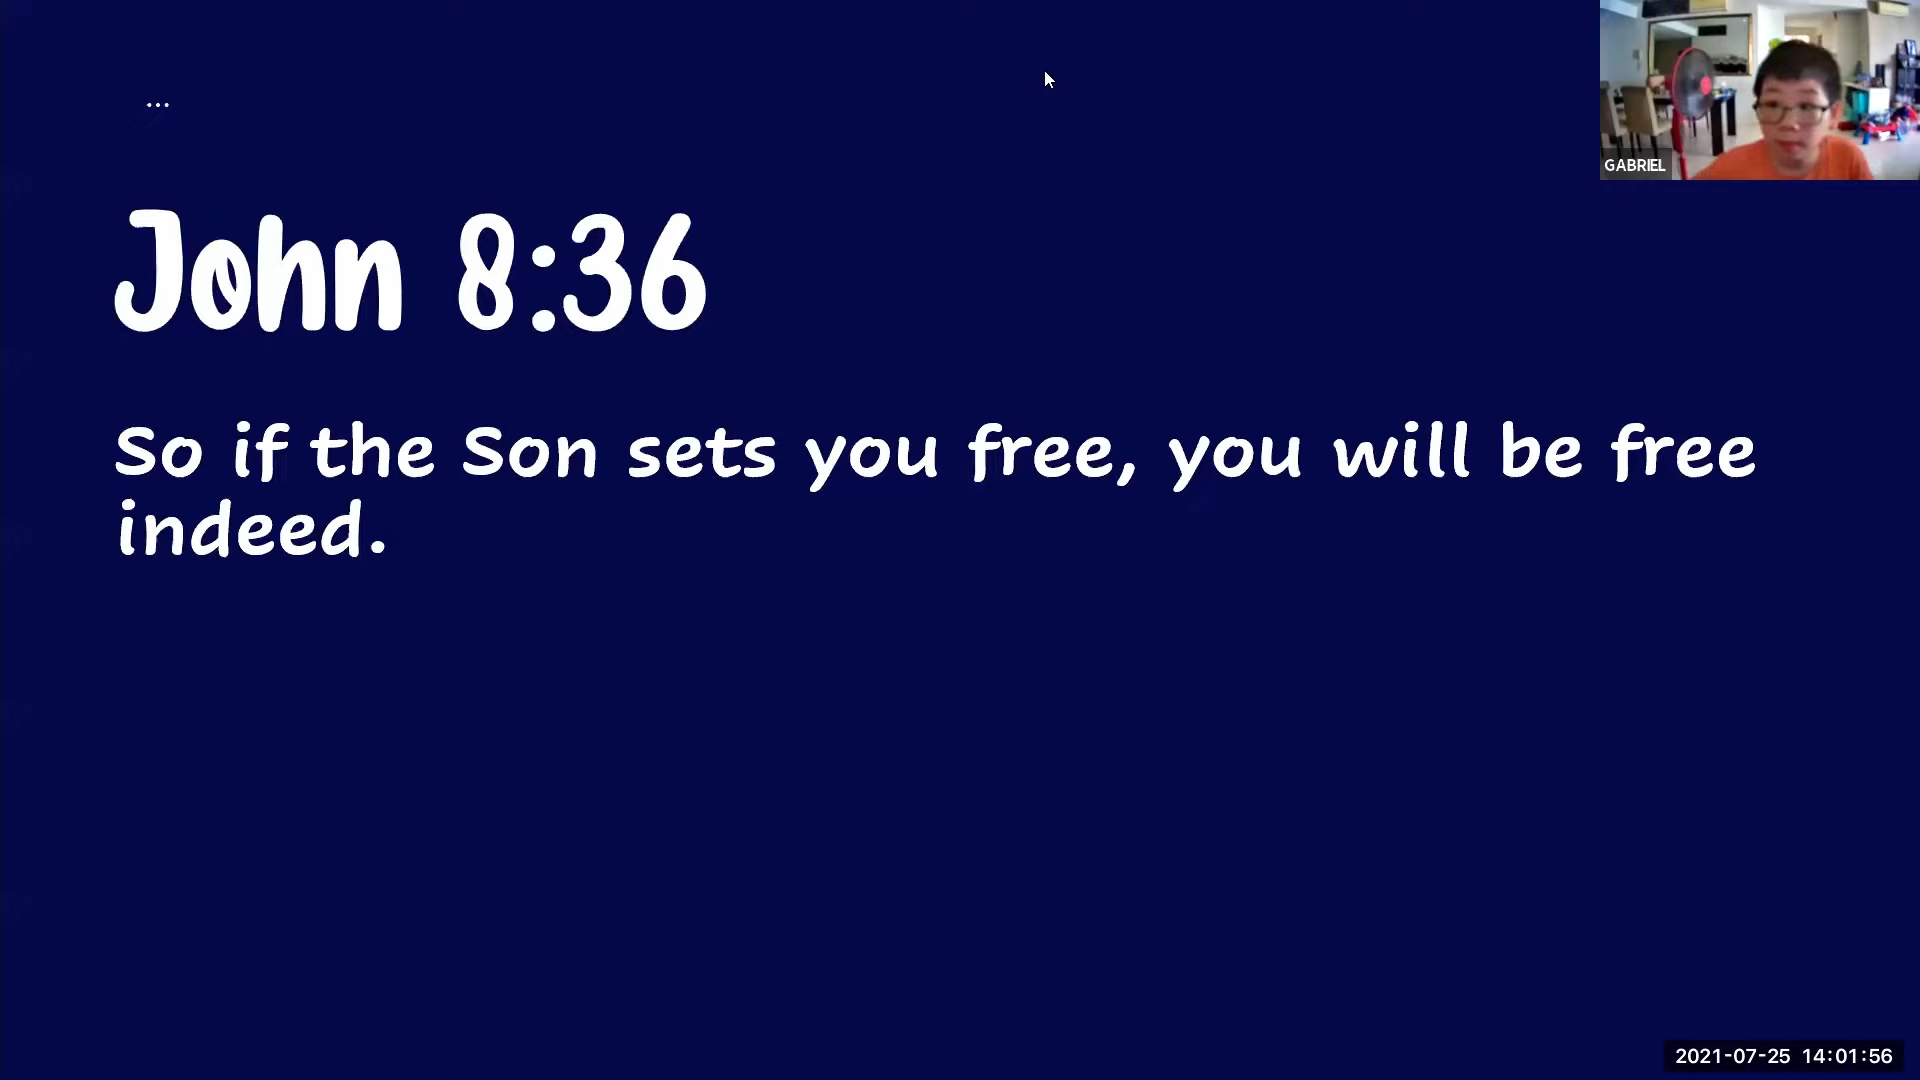 ...
GABRIEL
John 8:36
So if the Son sets you free, you will be free
indeed.
2021-07-25 14:01:56